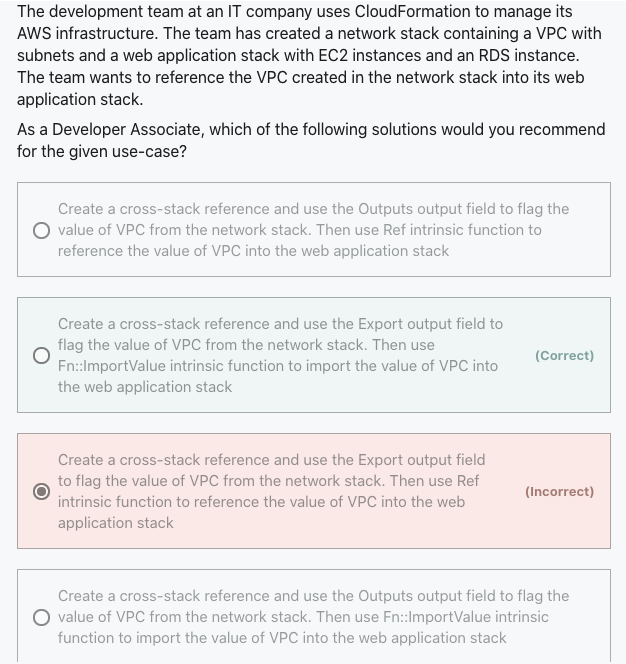 The development team at an IT company uses CloudFormation to manage its
AWS infrastructure. The team has created a network stack containing a VPC with
subnets and a web application stack with EC2 instances and an RDS instance.
The team wants to reference the VPC created in the network stack into its web
application stack.
As a Developer Associate, which of the following solutions would you recommend
for the given use-case?
Create a cross-stack reference and use the Outputs output field to flag the
value of VPC from the network stack. Then use Ref intrinsic function to
reference the value of VPC into the web application stack
Create a cross-stack reference and use the Export output field to
flag the value of VPC from the network stack. Then use
Fn::ImportValue intrinsic function to import the value of VPC into
the web application stack
(Correct)
Create a cross-stack reference and use the Export output field
to flag the value of VPC from the network stack. Then use Ref
intrinsic function to reference the value of VPC into the web
application stack
(Incorrect)
Create a cross-stack reference and use the Outputs output field to flag the
value of VPC from the network stack. Then use Fn::ImportValue intrinsic
function to import the value of VPC into the web application stack